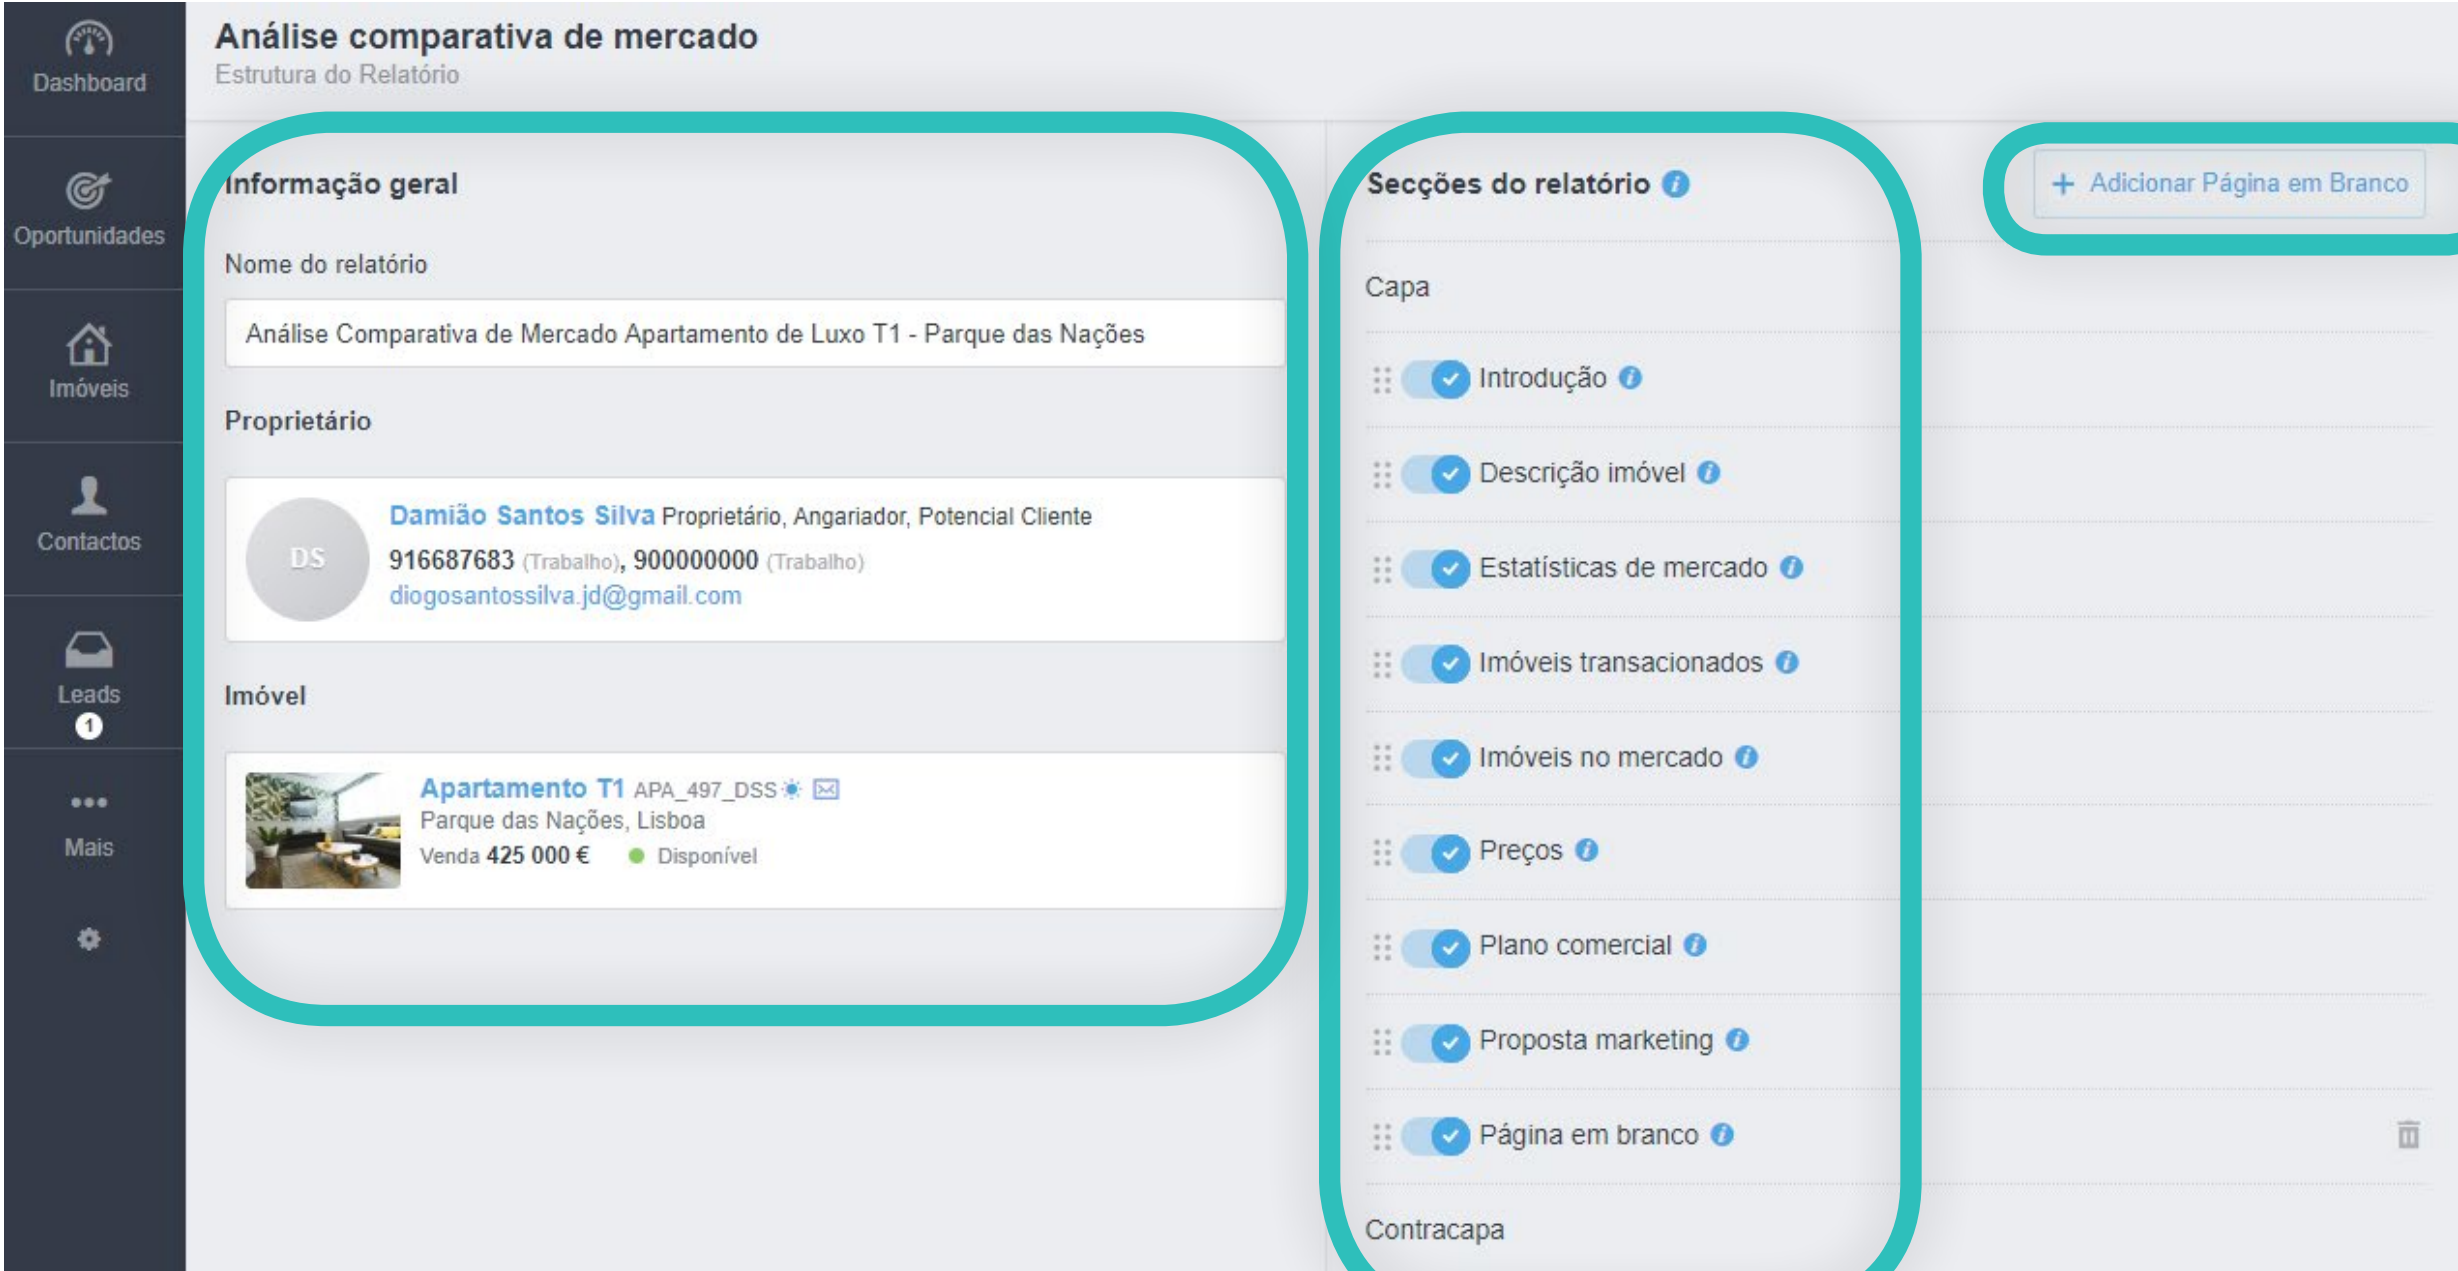 Dashboard
Oportunidades
Imóveis
Contactos
Leads
1
Mais
Análise comparativa de mercado
Estrutura do Relatório
Informação geral
Nome do relatório
Análise Comparativa de Mercado Apartamento de Luxo T1 - Parque das Nações
Proprietário
DS
Damião Santos Silva Proprietário, Angariador, Potencial Cliente
916687683 (Trabalho), 900000000 (Trabalho)
diogosantossilva.jd@gmail.com
Imóvel
Apartamento T1 APA_497_DSS
Parque das Nações, Lisboa
Venda 425 000 € Disponível
Secções do relatório
+ Adicionar Página em Branco
Capa
Introdução
Descrição imóvel
Estatísticas de mercado
Imóveis transacionados
Imóveis no mercado
Preços
Plano comercial
Proposta marketing
Página em branco
Contracapa